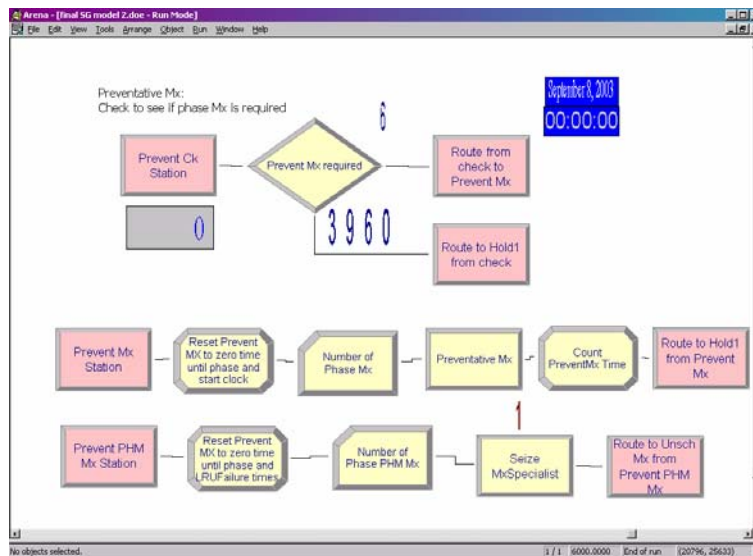 Arena - [final SG model 2.doe - Run Mode]
File Edit View Tools Arrange Object Run Window Help
Preventative Mx:
Check to see if phase Mx is required
September 8, 2003
00:00:00
6
Prevent Ck
Station
Prevent Mx required
Route from
check to
Prevent Mx
0
3960
Route to Hold1
from check
Prevent Mx
Station
Reset Prevent
MX to zero time
until phase and
start clock
Number of
Phase Mx
Preventative Mx
Count
PreventMx Time
Route to Hold1
from Prevent
Mx
Prevent PHM
Mx Station
Reset Prevent
MX to zero time
until phase and
LRUFailure times
Number of
Phase PHM Mx
Seize
MxSpecialist
Route to Unsch
Mx from
Prevent PHM
Mx
No objects selected.
1 / 1 6000.0000 End of run (20796, 25633)